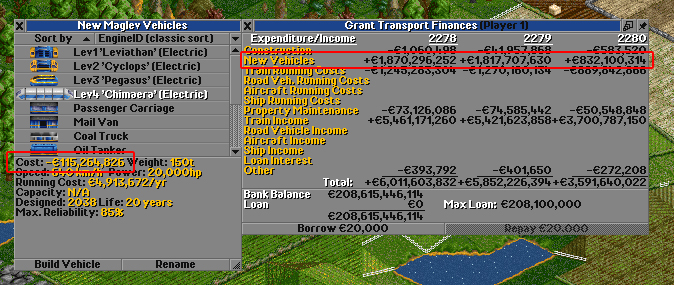 New Maglev Vehicles
Sort by EngineID (classic sort)
Lev1 'Leviathan' (Electric)
Lev2 'Cyclops' (Electric)
Lev3 'Pegasus' (Electric)
Lev4 'Chimaera' (Electric)
Passenger Carriage
Mail Van
Coal Truck
Oil Tanker
Cost: -€115,264,826 Weight: 150t
Speed: Power: 20,000hp
Running Cost: €4,913,672/yr
Capacity: N/A
Designed: 2038 Life: 20 years
Max. Reliability: 85%
Build Vehicle Rename
Grant Transport Finances (Player 1)
Expenditure/Income 2278 2279 2280
Construction -€1,060,498 -€41,957,868 -€587,520
New Vehicles +€1,870,296,252 +€1,817,707,630 +€832,100,314
Train Running Costs -€1,245,263,304 -€1,270,160,134 -€889,642,866
Road Veh. Running Costs
Aircraft Running Costs
Ship Running Costs
Property Maintenance -€73,126,086 -€74,585,442 -€50,548,848
Train Income +€5,461,171,260 +€5,421,623,858 +€3,700,787,150
Road Vehicle Income
Aircraft Income
Ship Income
Loan Interest
Other -€393,792 -€401,650 -€272,208
Total: +€6,011,603,832 +€5,852,226,394 +€3,591,640,022
Bank Balance €208,615,446,114
Loan €0 Max Loan: €208,100,000
€208,615,446,114
Borrow €20,000 Repay €20,000